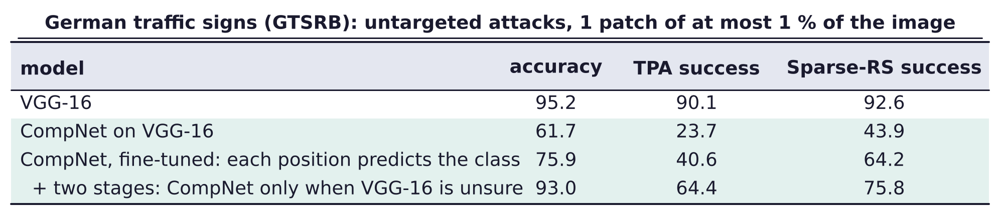 German traffic signs (GTSRB): untargeted attacks, 1 patch of at most 1 % of the image
model accuracy TPA success Sparse-RS success
VGG-16 95.2 90.1 92.6
CompNet on VGG-16 61.7 23.7 43.9
CompNet, fine-tuned: each position predicts the class 75.9 40.6 64.2
+ two stages: CompNet only when VGG-16 is unsure 93.0 64.4 75.8